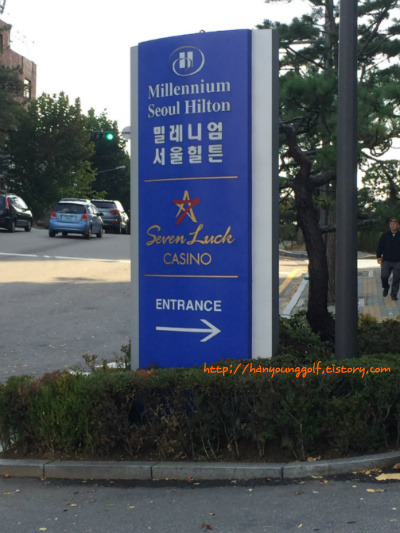 Millennium
Seoul Hilton
밀레니엄
서울힐튼
Seven Luck
CASINO
ENTRANCE
http://hanyounggolf.tistory.com